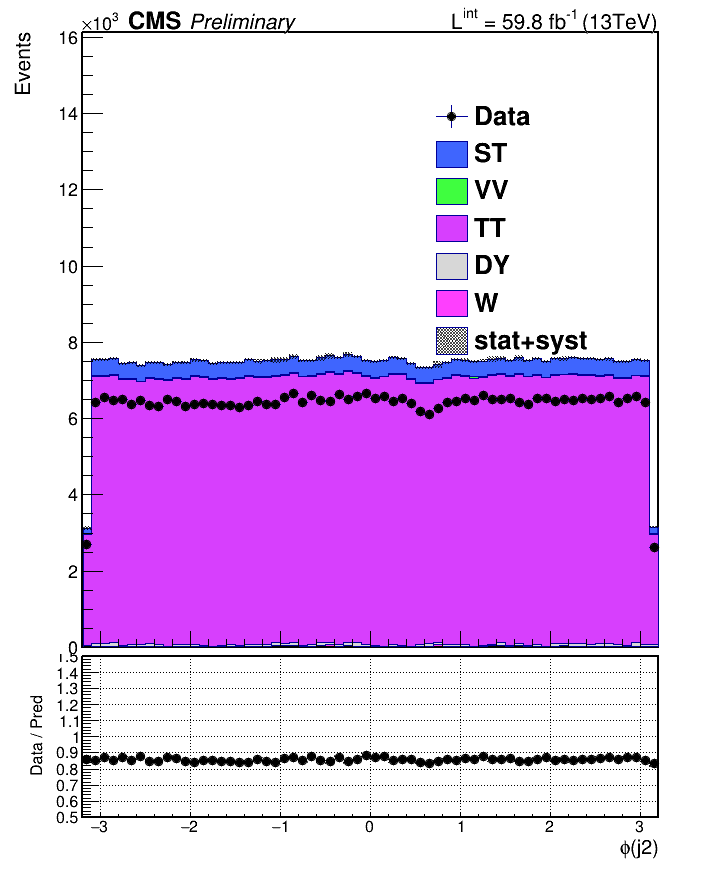 ×10³ CMS Preliminary L^int = 59.8 fb⁻¹ (13TeV)
Events
16
14
12
10
8
6
4
2
0
Data
ST
VV
TT
DY
W
stat+syst
Data / Pred
1.5
1.4
1.3
1.2
1.1
1
0.9
0.8
0.7
0.6
0.5
−3 −2 −1 0 1 2 3
ϕ(j2)